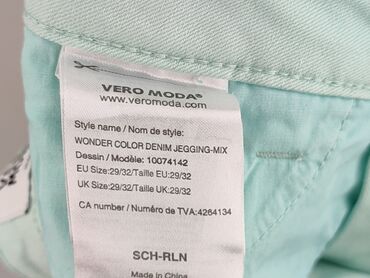 VERO MODA®
www.veromoda.com
Style name / Nom de style:
WONDER COLOR DENIM JEGGING-MIX
Dessin / Modèle: 10074142
EU Size:29/32/Taille EU:29/32
UK Size:29/32/Taille UK:29/32
CA number / Numéro de TVA:4264134
SCH-RLN
Made in China